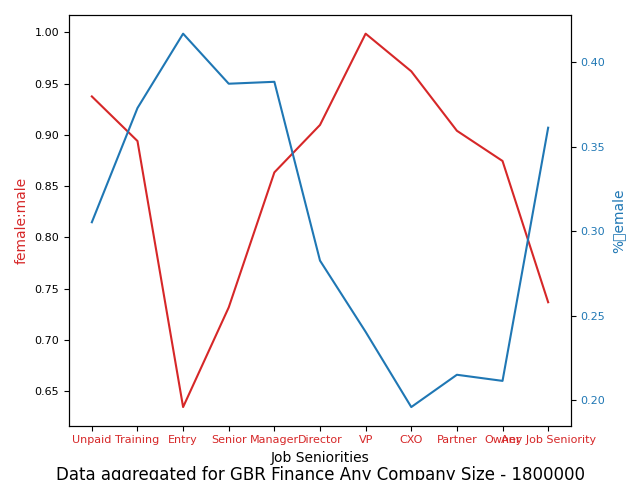 1.00
0.95
0.90
0.85
0.80
0.75
0.70
0.65
female:male
0.40
0.35
0.30
0.25
0.20
%▯emale
Unpaid Training Entry Senior Manager Director VP CXO Partner Owner Any Job Seniority
Job Seniorities
Data aggregated for GBR Finance Any Company Size - 1800000